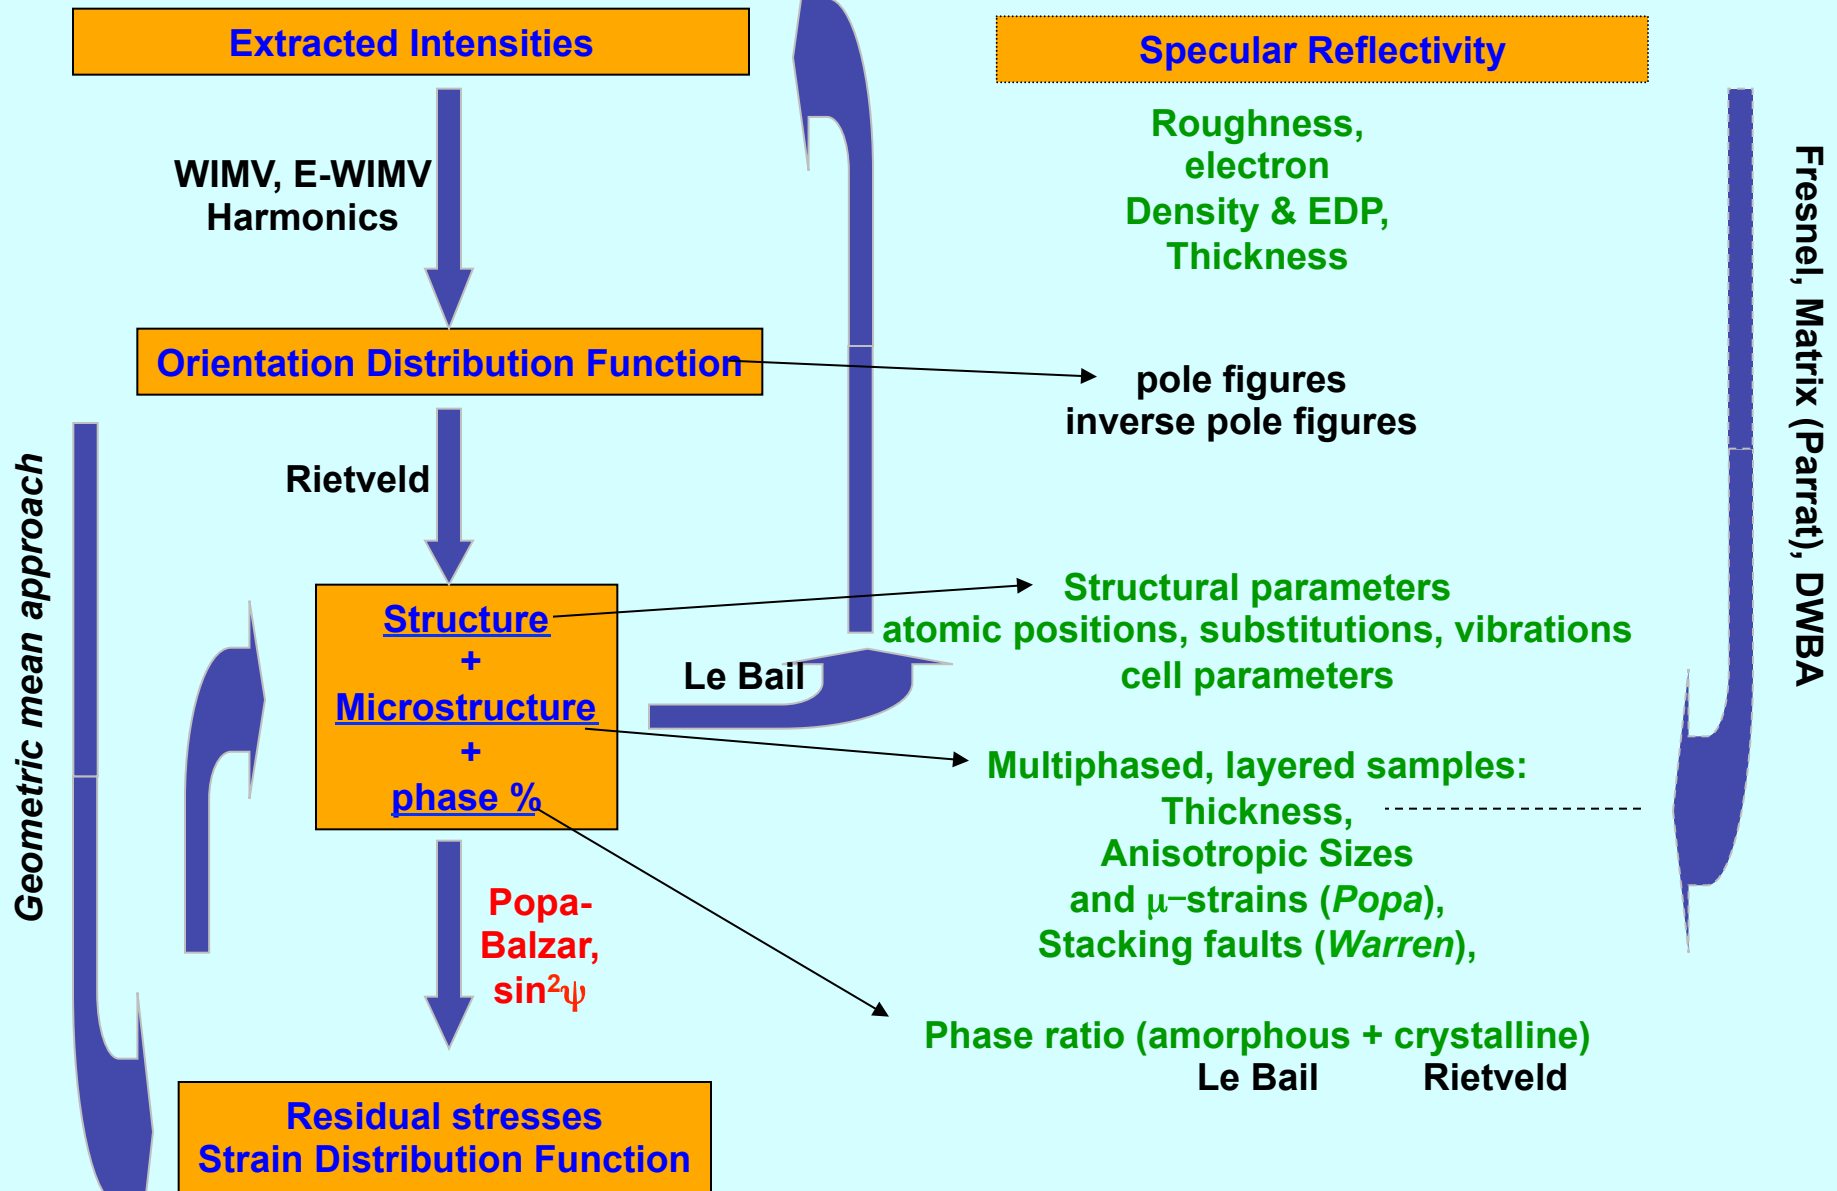 Extracted Intensities
Specular Reflectivity
WIMV, E-WIMV
Harmonics
Roughness,
electron
Density & EDP,
Thickness
Fresnel, Matrix (Parrat), DWBA
Orientation Distribution Function
pole figures
inverse pole figures
Geometric mean approach
Rietveld
Structure
+
Microstructure
+
phase %
Le Bail
Structural parameters
atomic positions, substitutions, vibrations
cell parameters
Multiphased, layered samples:
Thickness,
Anisotropic Sizes
and μ−strains (Popa),
Stacking faults (Warren),
Popa-
Balzar,
sin²ψ
Phase ratio (amorphous + crystalline)
Le Bail Rietveld
Residual stresses
Strain Distribution Function